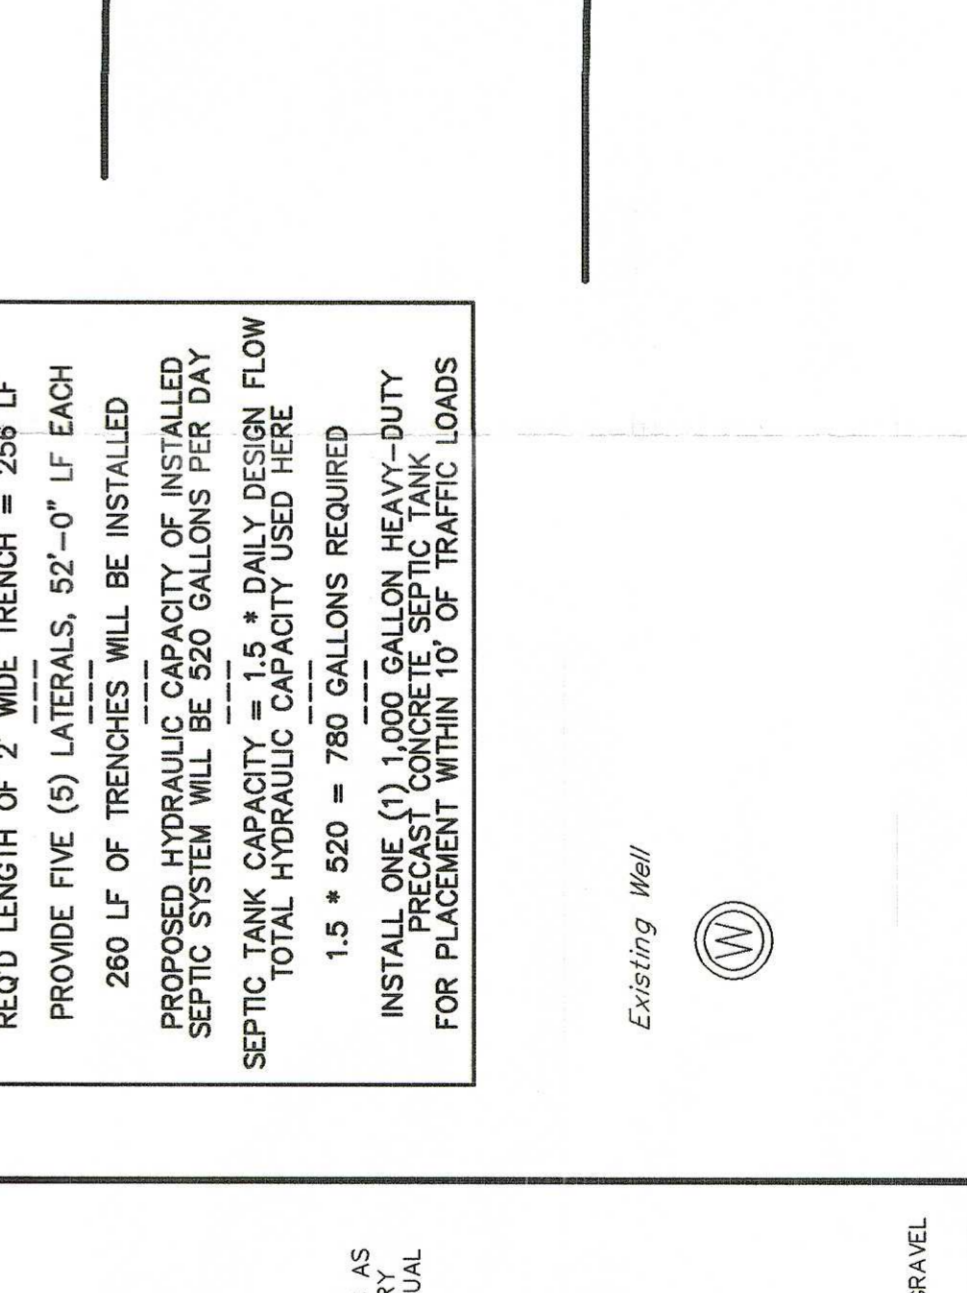 REQ'D LENGTH OF 2' WIDE TRENCH = 256 LF
----
PROVIDE FIVE (5) LATERALS, 52'-0" LF EACH
----
260 LF OF TRENCHES WILL BE INSTALLED
----
PROPOSED HYDRAULIC CAPACITY OF INSTALLED
SEPTIC SYSTEM WILL BE 520 GALLONS PER DAY
----
SEPTIC TANK CAPACITY = 1.5 * DAILY DESIGN FLOW
TOTAL HYDRAULIC CAPACITY USED HERE
----
1.5 * 520 = 780 GALLONS REQUIRED
----
INSTALL ONE (1) 1,000 GALLON HEAVY-DUTY
PRECAST CONCRETE SEPTIC TANK
FOR PLACEMENT WITHIN 10' OF TRAFFIC LOADS
Existing Well
W
AS
RY
UAL
GRAVEL